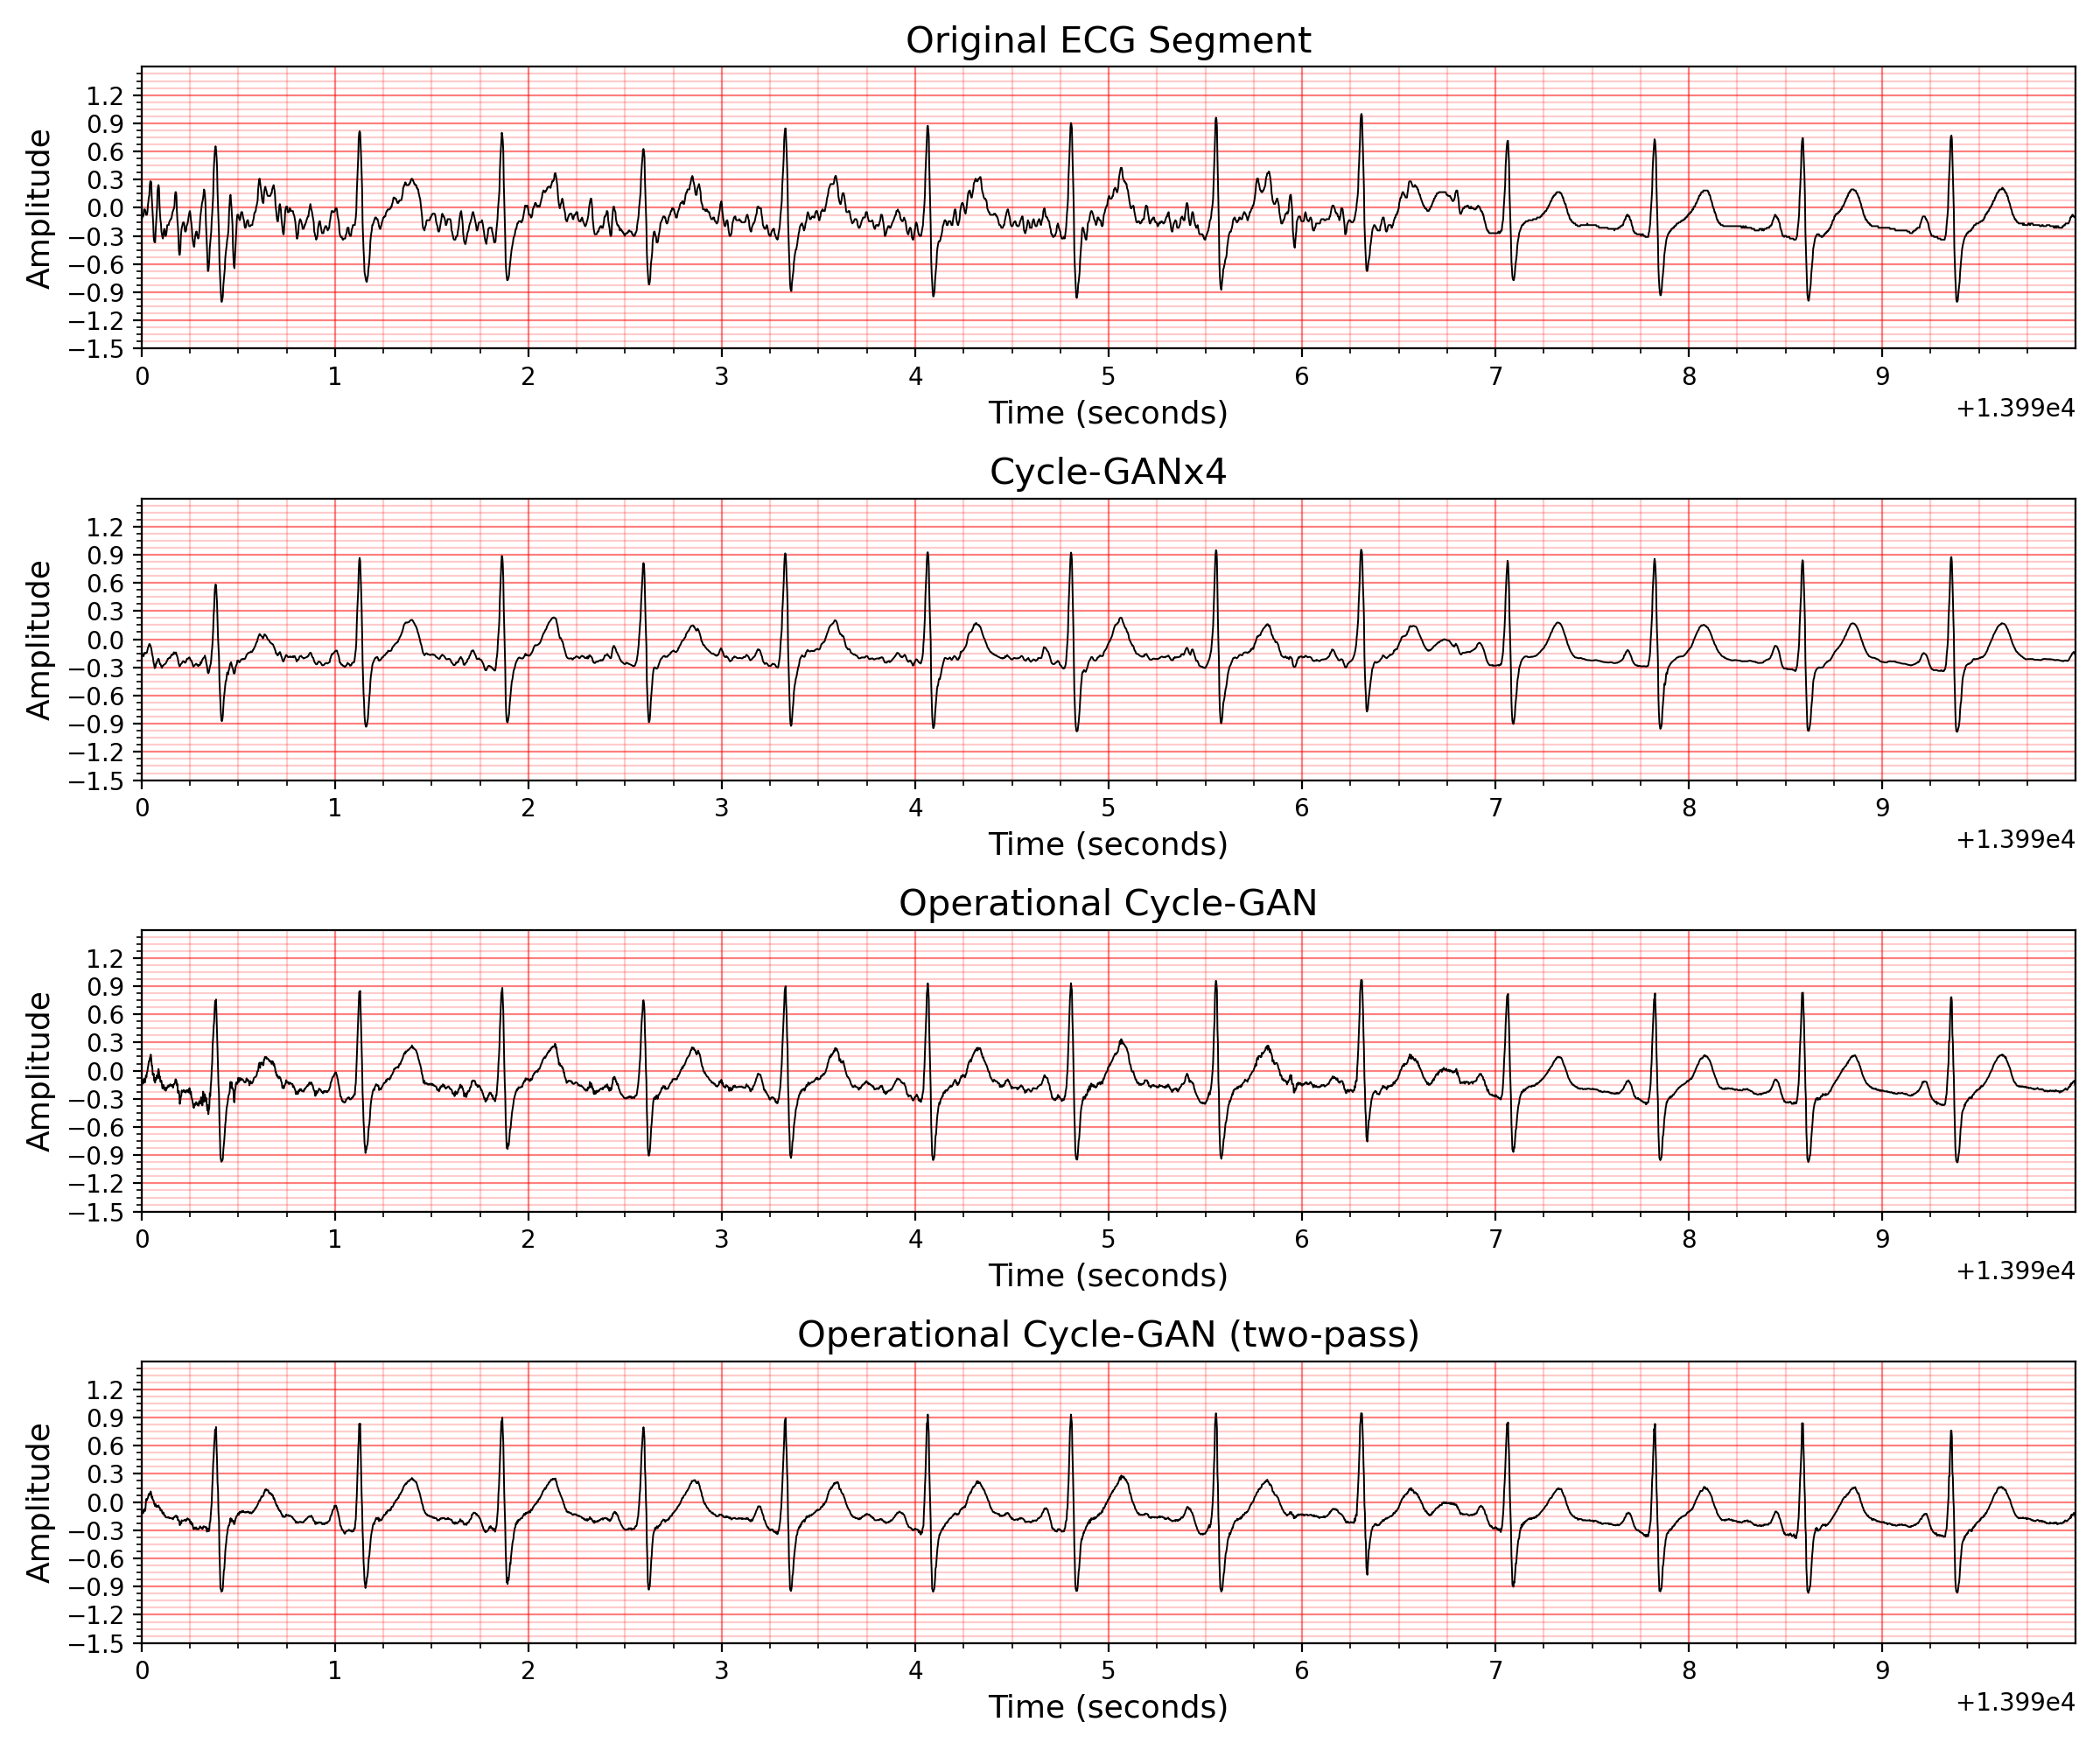 Original ECG Segment
Amplitude
1.2
0.9
0.6
0.3
0.0
−0.3
−0.6
−0.9
−1.2
−1.5
0 1 2 3 4 5 6 7 8 9
Time (seconds)
+1.399e4
Cycle-GANx4
Amplitude
1.2
0.9
0.6
0.3
0.0
−0.3
−0.6
−0.9
−1.2
−1.5
0 1 2 3 4 5 6 7 8 9
Time (seconds)
+1.399e4
Operational Cycle-GAN
Amplitude
1.2
0.9
0.6
0.3
0.0
−0.3
−0.6
−0.9
−1.2
−1.5
0 1 2 3 4 5 6 7 8 9
Time (seconds)
+1.399e4
Operational Cycle-GAN (two-pass)
Amplitude
1.2
0.9
0.6
0.3
0.0
−0.3
−0.6
−0.9
−1.2
−1.5
0 1 2 3 4 5 6 7 8 9
Time (seconds)
+1.399e4